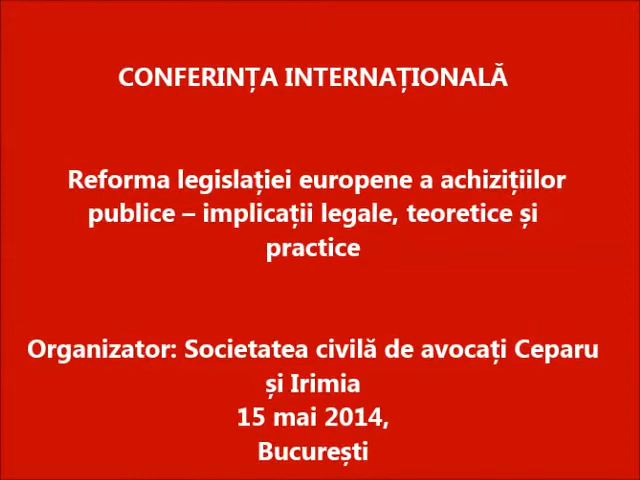 CONFERINȚA INTERNAȚIONALĂ
Reforma legislației europene a achizițiilor
publice – implicații legale, teoretice și
practice
Organizator: Societatea civilă de avocați Ceparu
și Irimia
15 mai 2014,
București